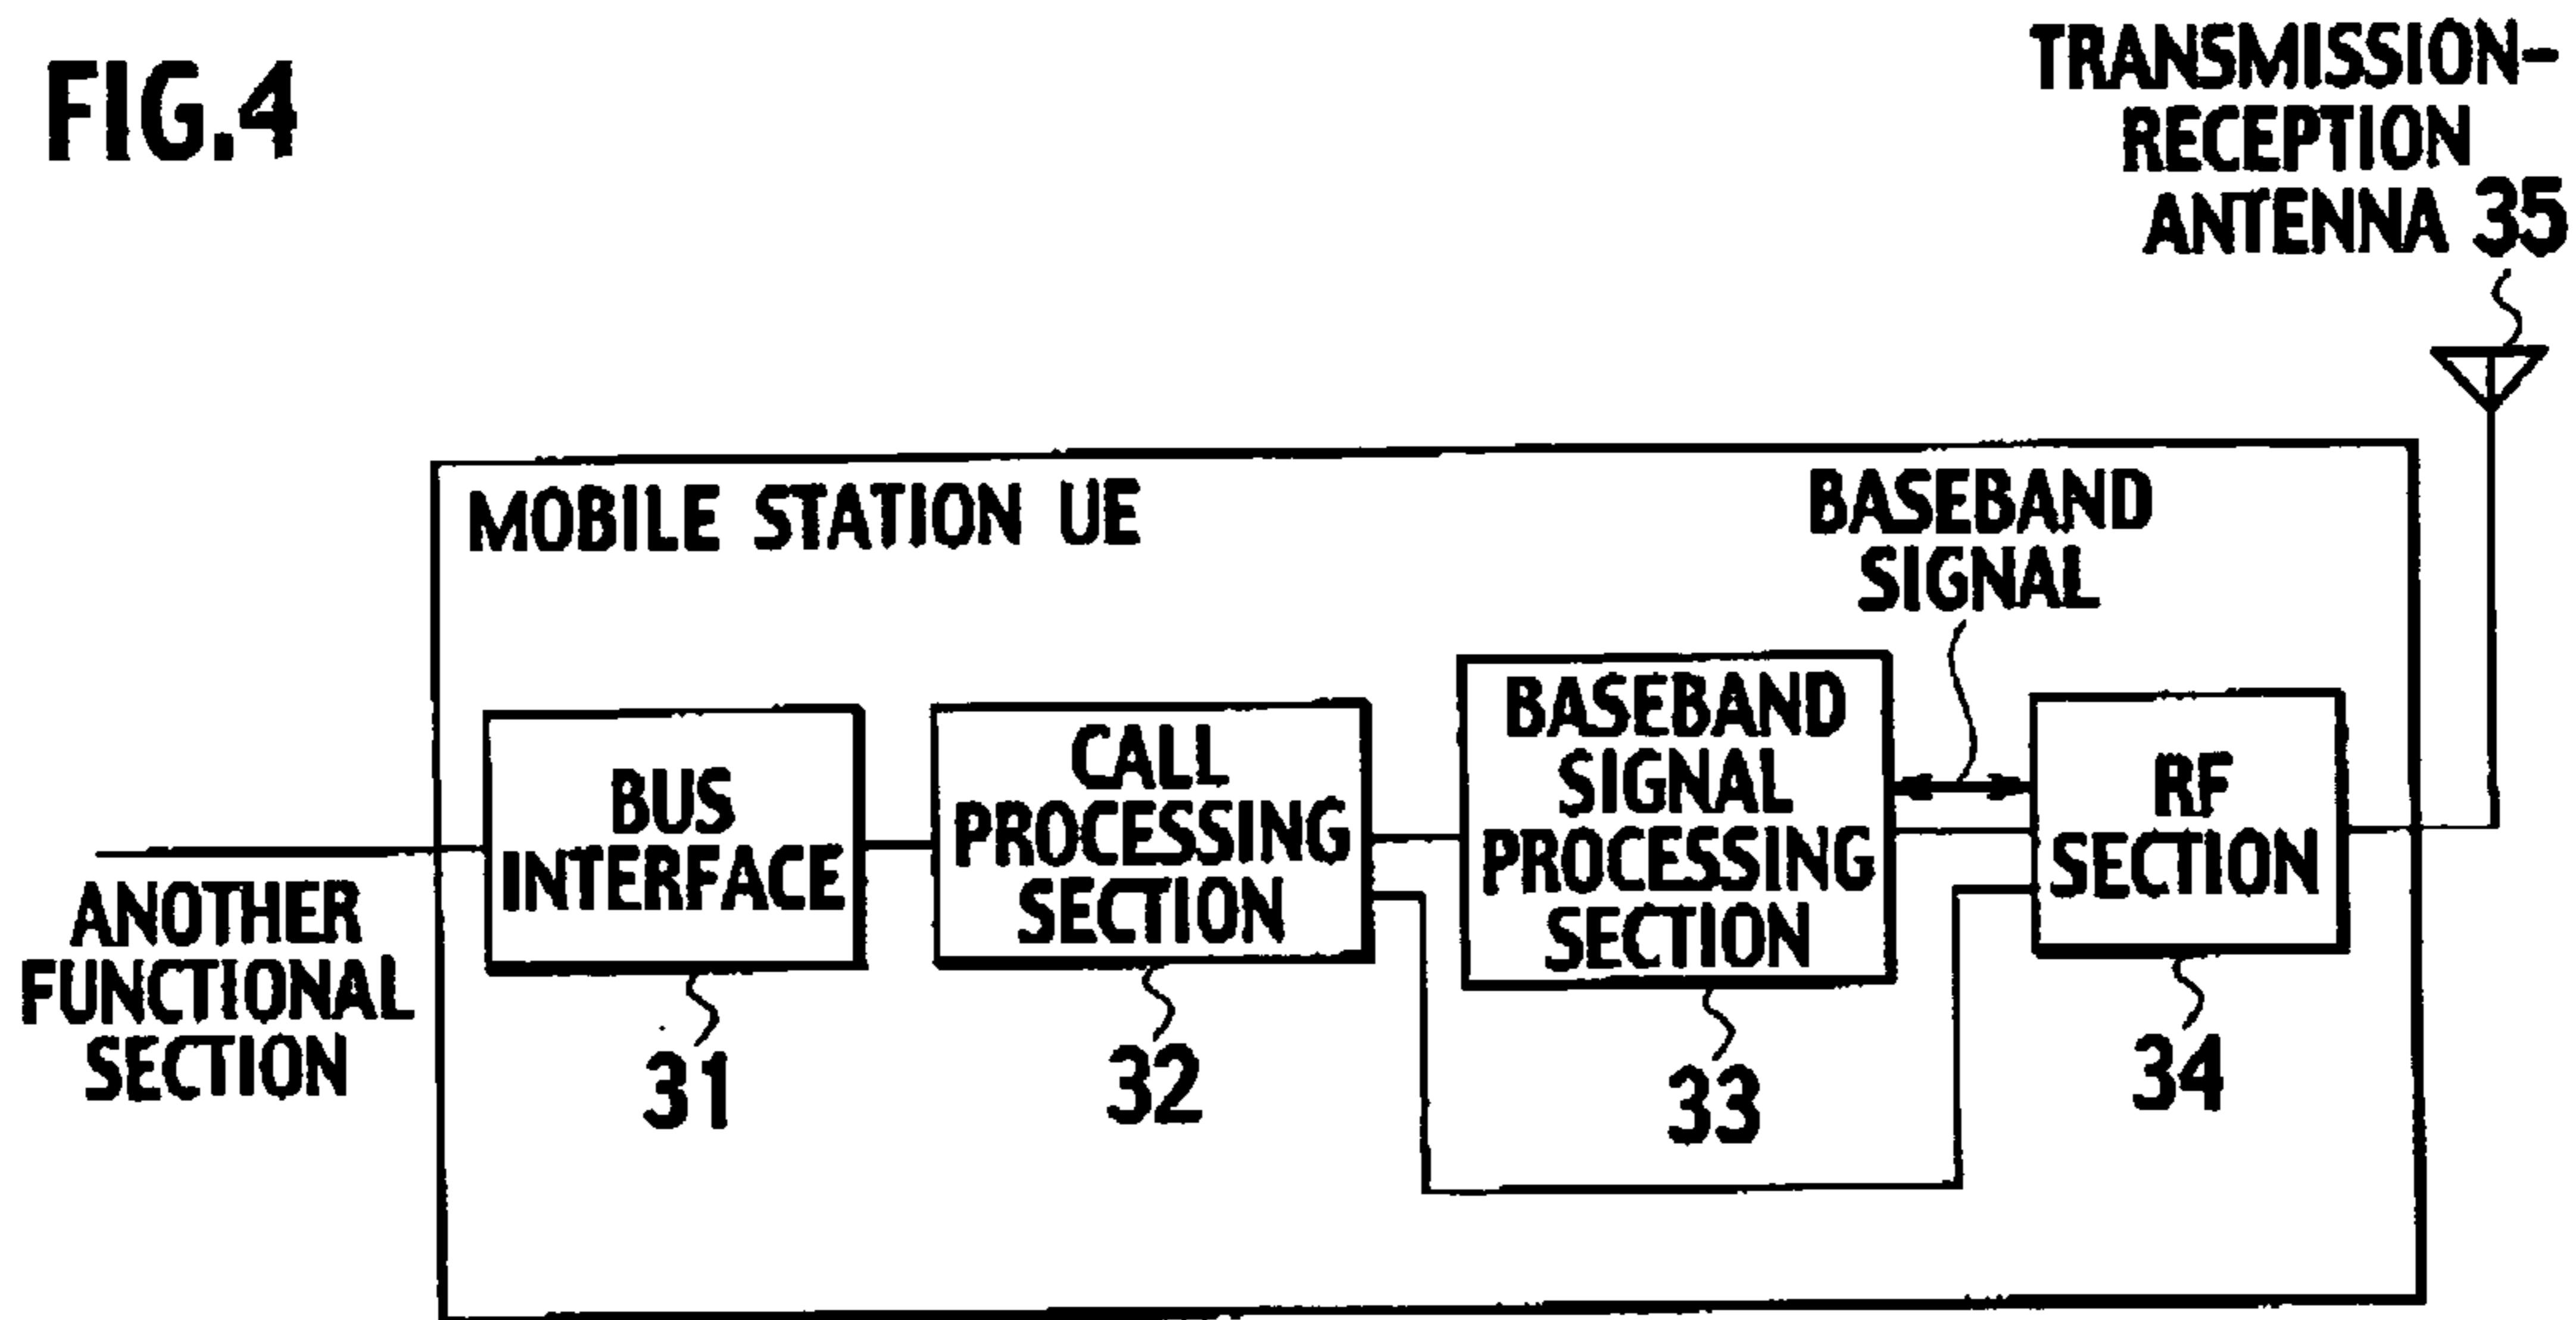 FIG.4
TRANSMISSION-
RECEPTION
ANTENNA 35
MOBILE STATION UE
BASEBAND
SIGNAL
BUS
INTERFACE
CALL
PROCESSING
SECTION
BASEBAND
SIGNAL
PROCESSING
SECTION
RF
SECTION
ANOTHER
FUNCTIONAL
SECTION
31
32
33
34